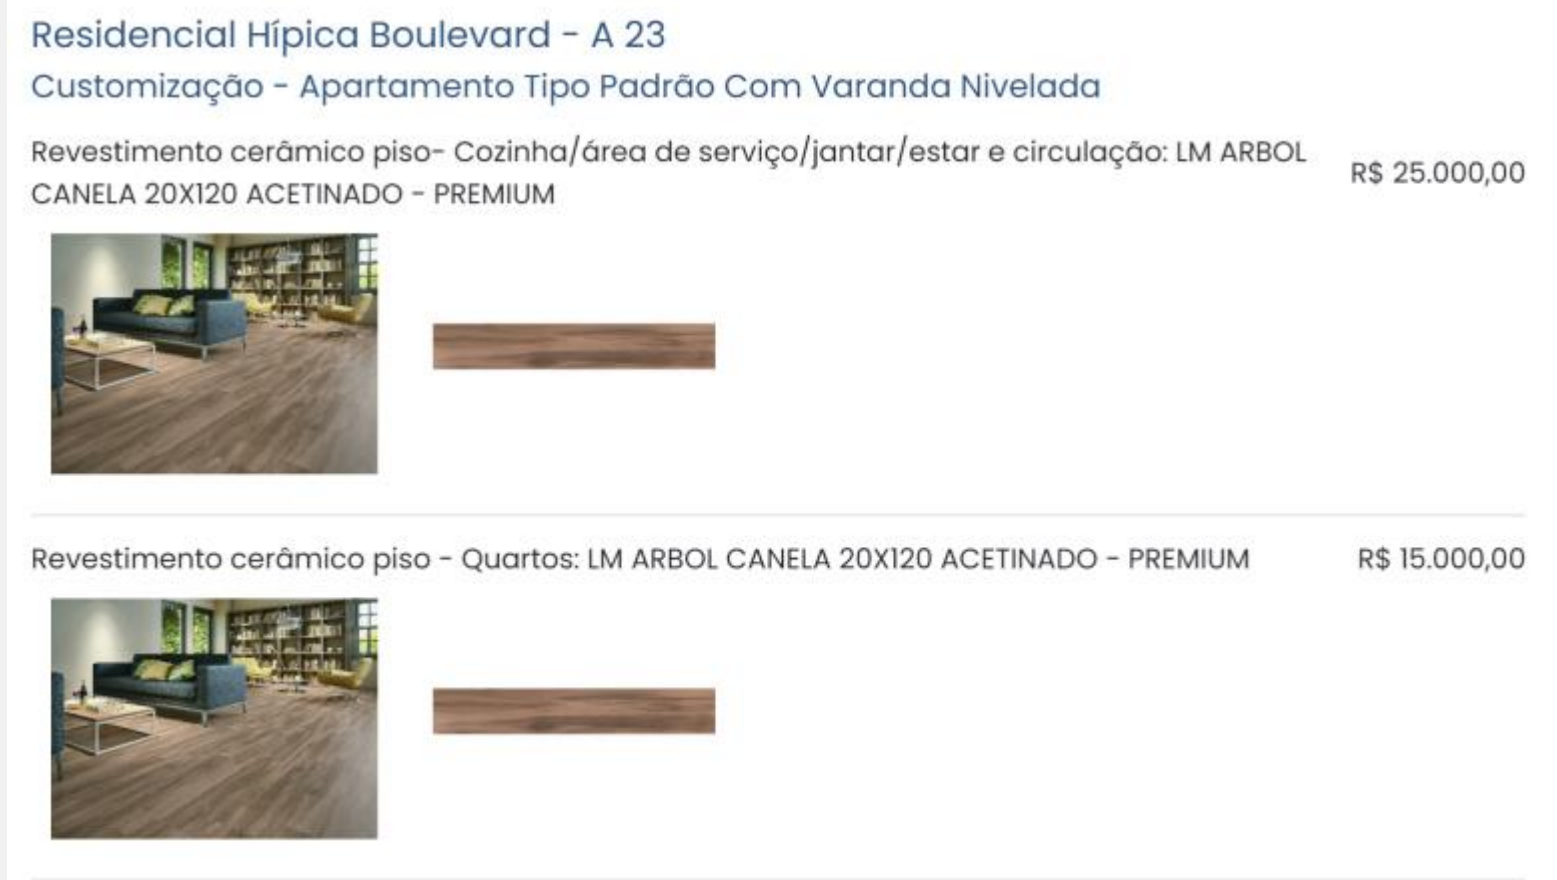 Residencial Hípica Boulevard - A 23
Customização - Apartamento Tipo Padrão Com Varanda Nivelada
Revestimento cerâmico piso- Cozinha/área de serviço/jantar/estar e circulação: LM ARBOL
CANELA 20X120 ACETINADO - PREMIUM
R$ 25.000,00
Revestimento cerâmico piso - Quartos: LM ARBOL CANELA 20X120 ACETINADO - PREMIUM
R$ 15.000,00